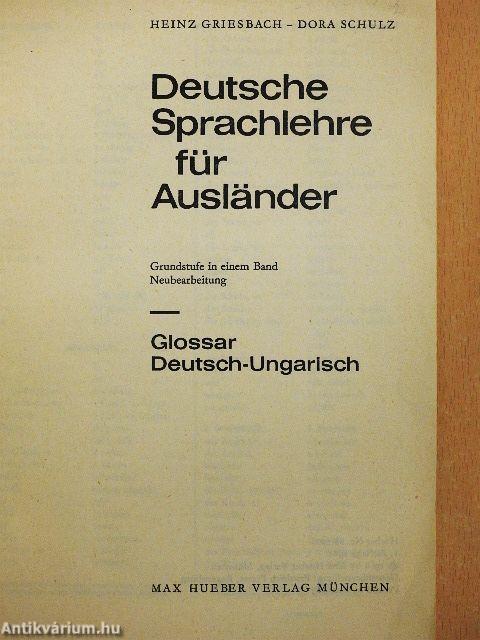 HEINZ GRIESBACH – DORA SCHULZ
Deutsche
Sprachlehre
für
Ausländer
Grundstufe in einem Band
Neubearbeitung
Glossar
Deutsch-Ungarisch
MAX HUEBER VERLAG MÜNCHEN
Antikvárium.hu